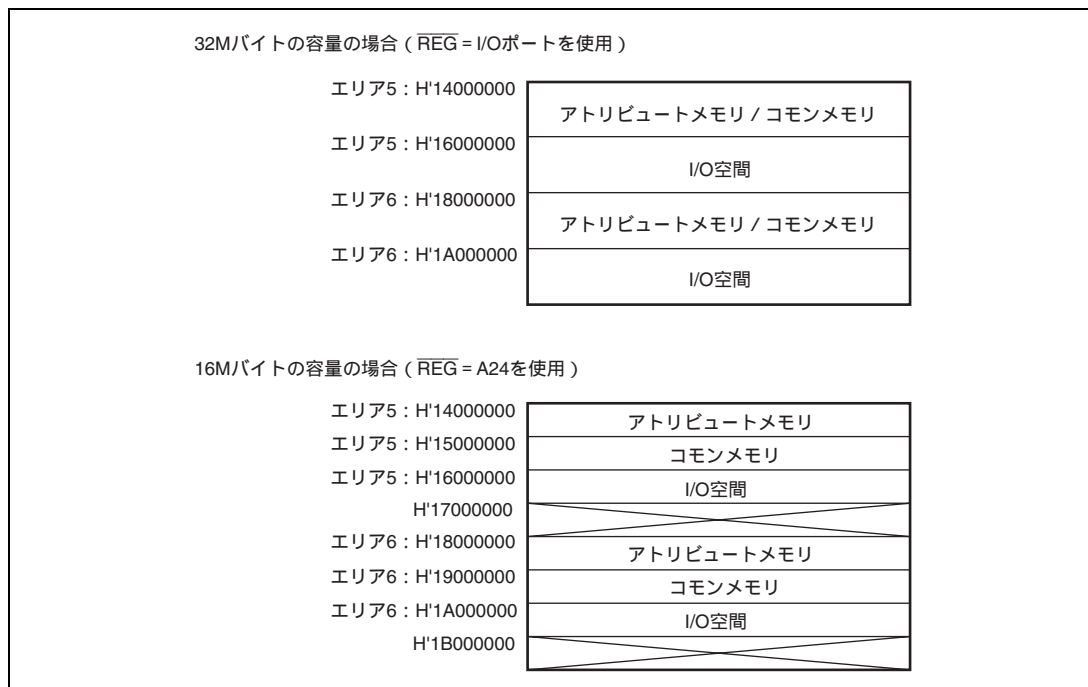 32Mバイトの容量の場合（REG = I/Oポートを使用）
エリア5：H'14000000
アトリビュートメモリ / コモンメモリ
エリア5：H'16000000
I/O空間
エリア6：H'18000000
アトリビュートメモリ / コモンメモリ
エリア6：H'1A000000
I/O空間
16Mバイトの容量の場合（REG = A24を使用）
エリア5：H'14000000
アトリビュートメモリ
エリア5：H'15000000
コモンメモリ
エリア5：H'16000000
I/O空間
H'17000000
エリア6：H'18000000
アトリビュートメモリ
エリア6：H'19000000
コモンメモリ
エリア6：H'1A000000
I/O空間
H'1B000000